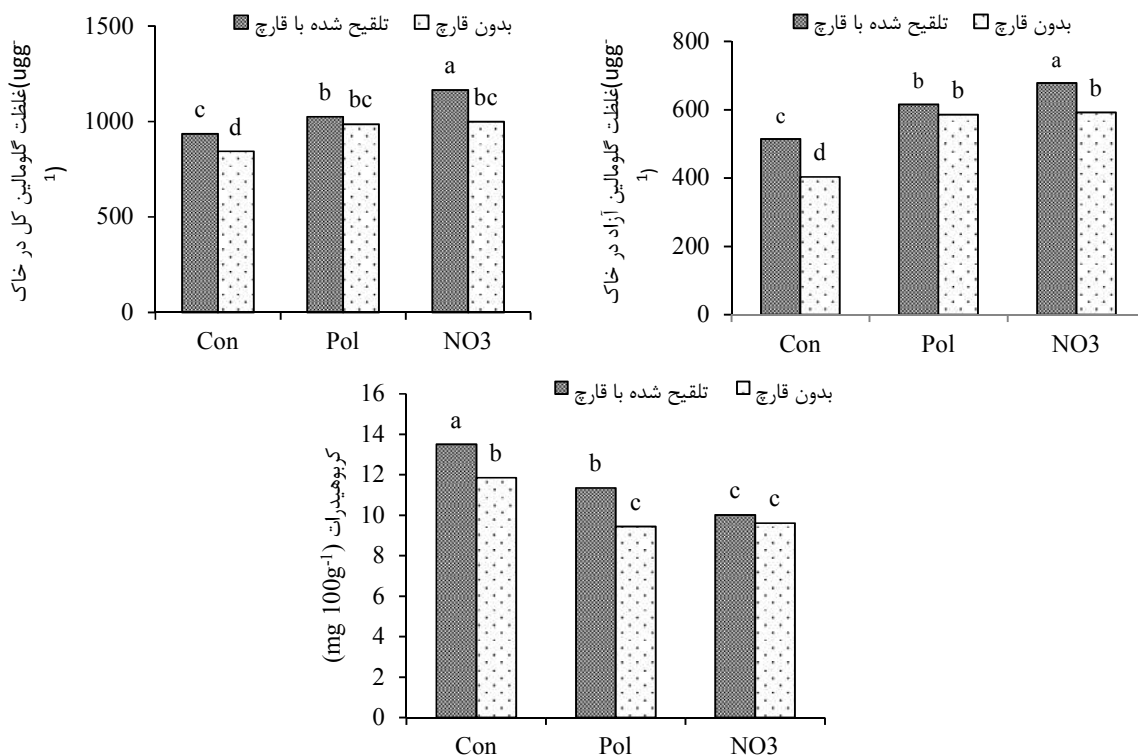 تلقیح شده با قارچ بدون قارچ
غلظت گلومالین کل در خاک(ugg-
1)
1500
1000
500
0
c d b bc a bc
Con Pol NO3
تلقیح شده با قارچ بدون قارچ
غلظت گلومالین آزاد در خاک(ugg-
1)
800
600
400
200
0
c d b b a b
Con Pol NO3
تلقیح شده با قارچ بدون قارچ
کربوهیدرات (mg 100g-1)
16
14
12
10
8
6
4
2
0
a b b c c c
Con Pol NO3